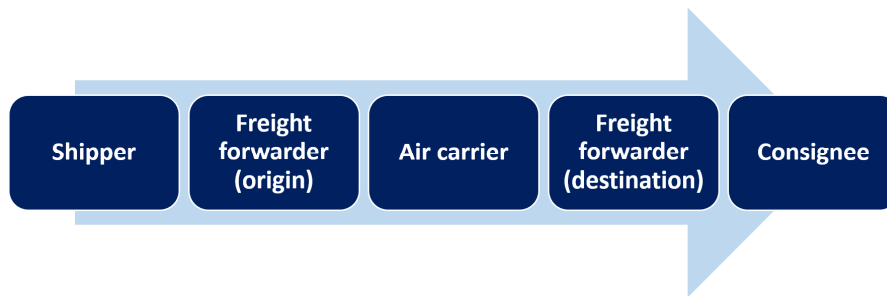 Shipper
Freight
forwarder
(origin)
Air carrier
Freight
forwarder
(destination)
Consignee